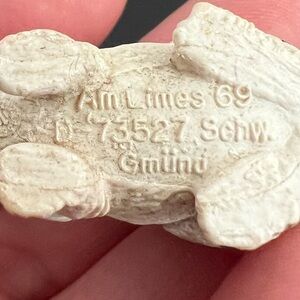 Am Limes 69
D-73527 Schw.
Gmünd